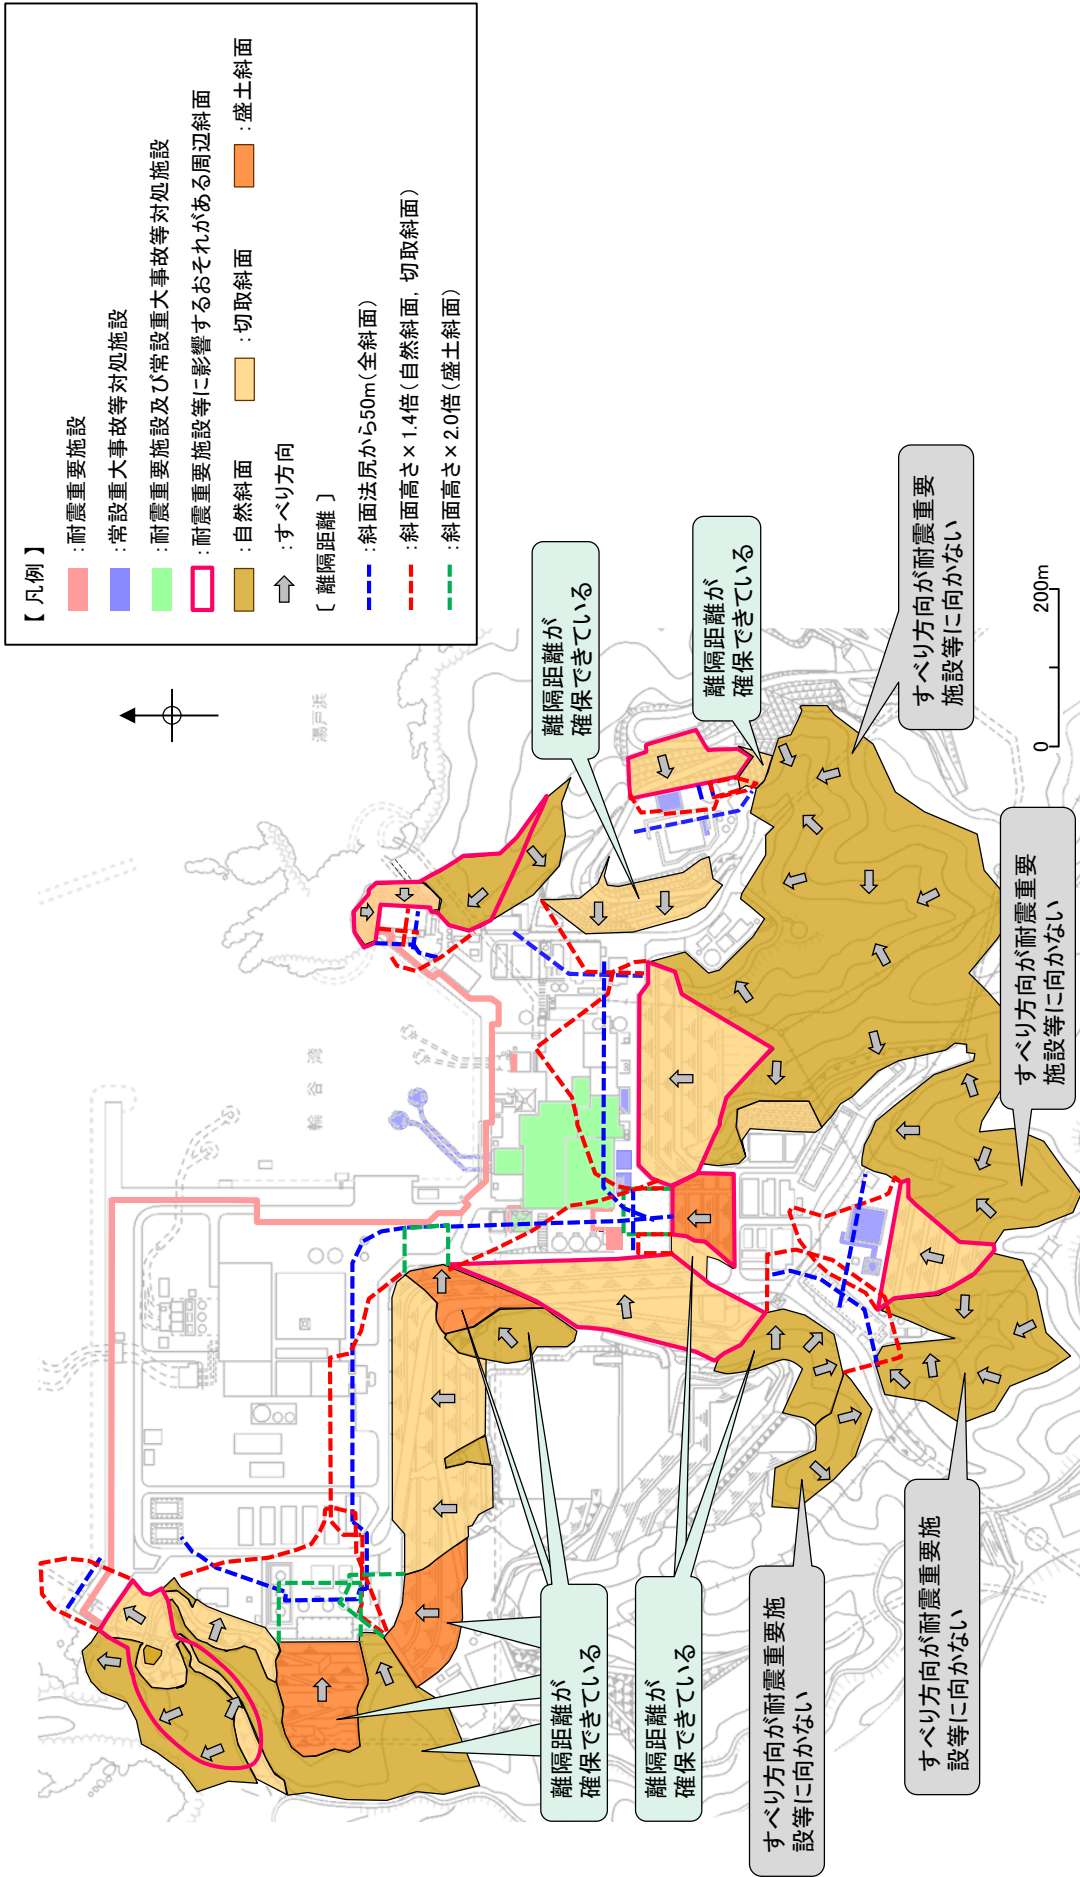 【 凡例 】
：耐震重要施設
：常設重大事故等対処施設
：耐震重要施設及び常設重大事故等対処施設
：耐震重要施設等に影響するおそれがある周辺斜面
：自然斜面
：切取斜面
：盛土斜面
：すべり方向
〔 離隔距離 〕
：斜面法尻から50m（全斜面）
：斜面高さ×1.4倍（自然斜面，切取斜面）
：斜面高さ×2.0倍（盛土斜面）
湯戸浜
輪谷湾
離隔距離が
確保できている
離隔距離が
確保できている
離隔距離が
確保できている
離隔距離が
確保できている
すべり方向が耐震重要施
設等に向かない
すべり方向が耐震重要施
設等に向かない
すべり方向が耐震重要
施設等に向かない
すべり方向が耐震重要
施設等に向かない
0
200m